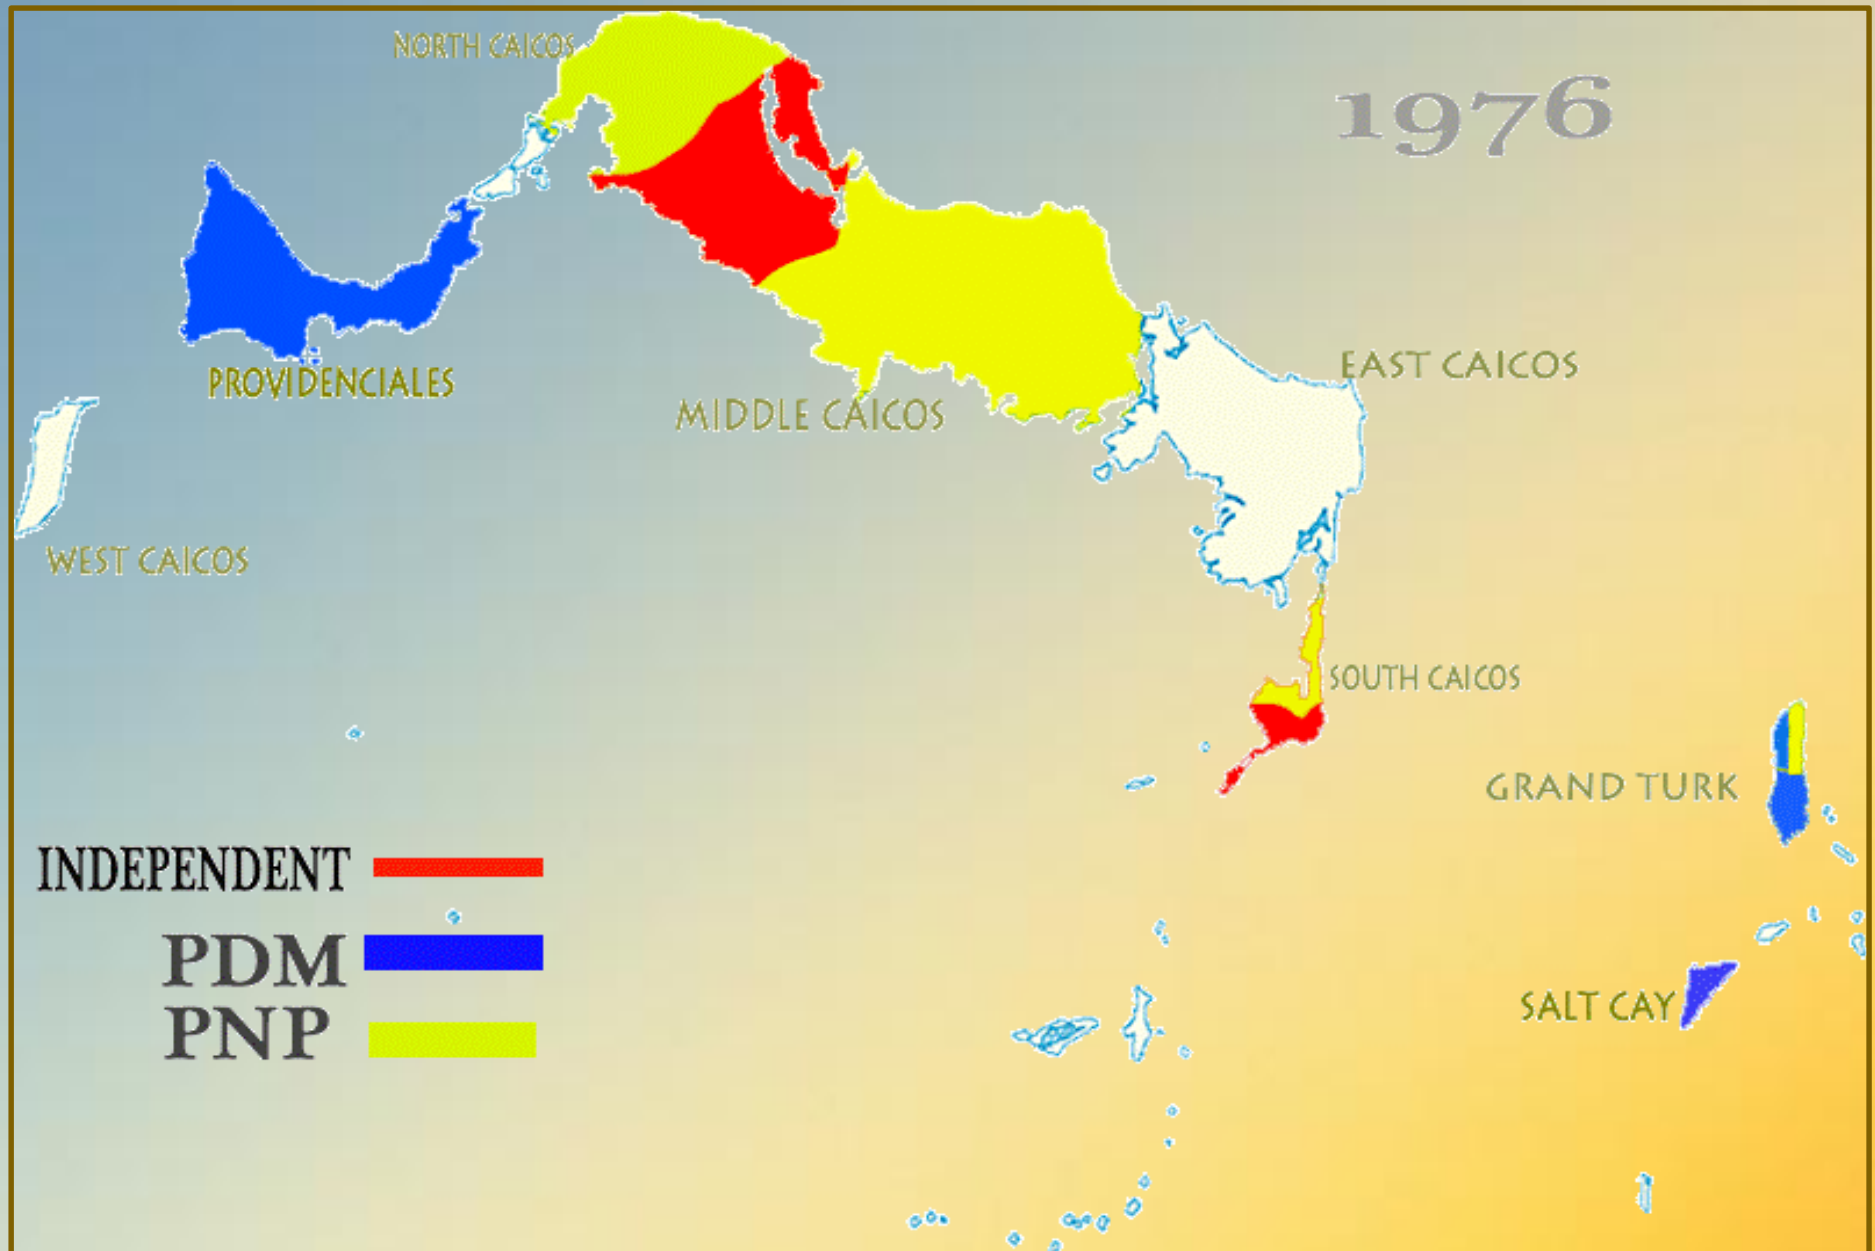 NORTH CAICOS
1976
PROVIDENCIALES
EAST CAICOS
MIDDLE CAICOS
WEST CAICOS
SOUTH CAICOS
GRAND TURK
INDEPENDENT
PDM
SALT CAY
PNP